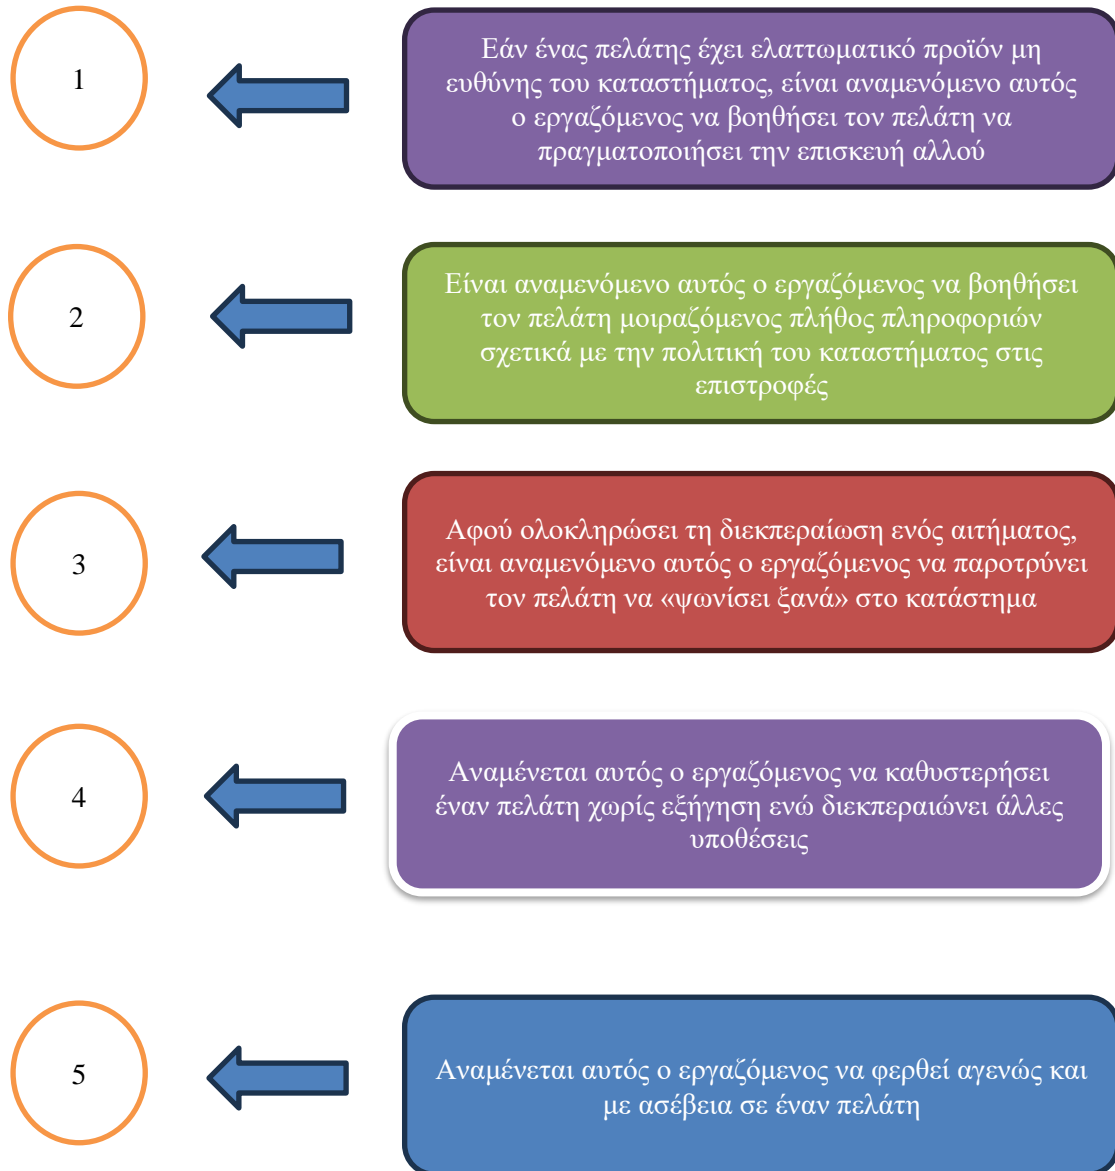 1
Εάν ένας πελάτης έχει ελαττωματικό προϊόν μη
ευθύνης του καταστήματος, είναι αναμενόμενο αυτός
ο εργαζόμενος να βοηθήσει τον πελάτη να
πραγματοποιήσει την επισκευή αλλού
2
Είναι αναμενόμενο αυτός ο εργαζόμενος να βοηθήσει
τον πελάτη μοιραζόμενος πλήθος πληροφοριών
σχετικά με την πολιτική του καταστήματος στις
επιστροφές
3
Αφού ολοκληρώσει τη διεκπεραίωση ενός αιτήματος,
είναι αναμενόμενο αυτός ο εργαζόμενος να παροτρύνει
τον πελάτη να «ψωνίσει ξανά» στο κατάστημα
4
Αναμένεται αυτός ο εργαζόμενος να καθυστερήσει
έναν πελάτη χωρίς εξήγηση ενώ διεκπεραιώνει άλλες
υποθέσεις
5
Αναμένεται αυτός ο εργαζόμενος να φερθεί αγενώς και
με ασέβεια σε έναν πελάτη